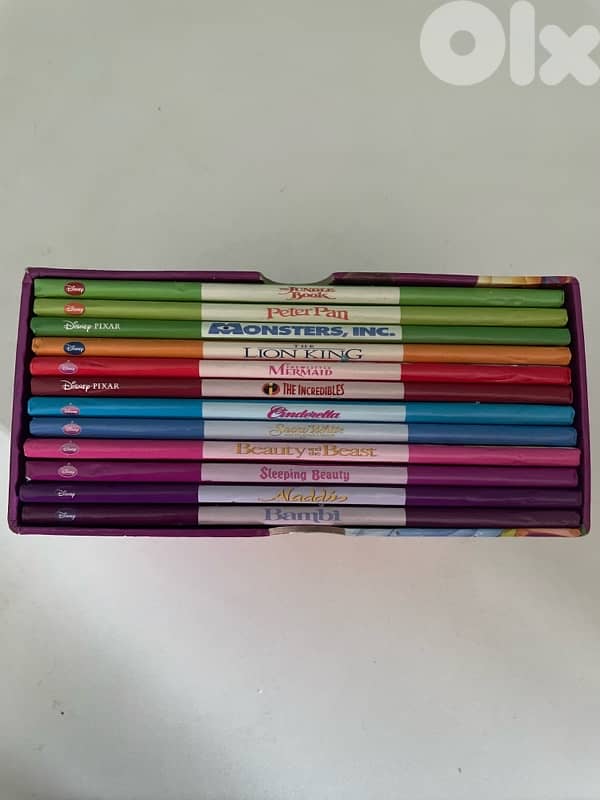 Olx
Disney THE JUNGLE Book
Disney Peter Pan
Disney PIXAR MONSTERS, INC.
Disney THE LION KING
Disney THE LITTLE MERMAID
Disney PIXAR THE INCREDIBLES
Disney Cinderella
Disney Snow White
Disney Beauty and the Beast
Disney Sleeping Beauty
Disney Aladdin
Disney Bambi